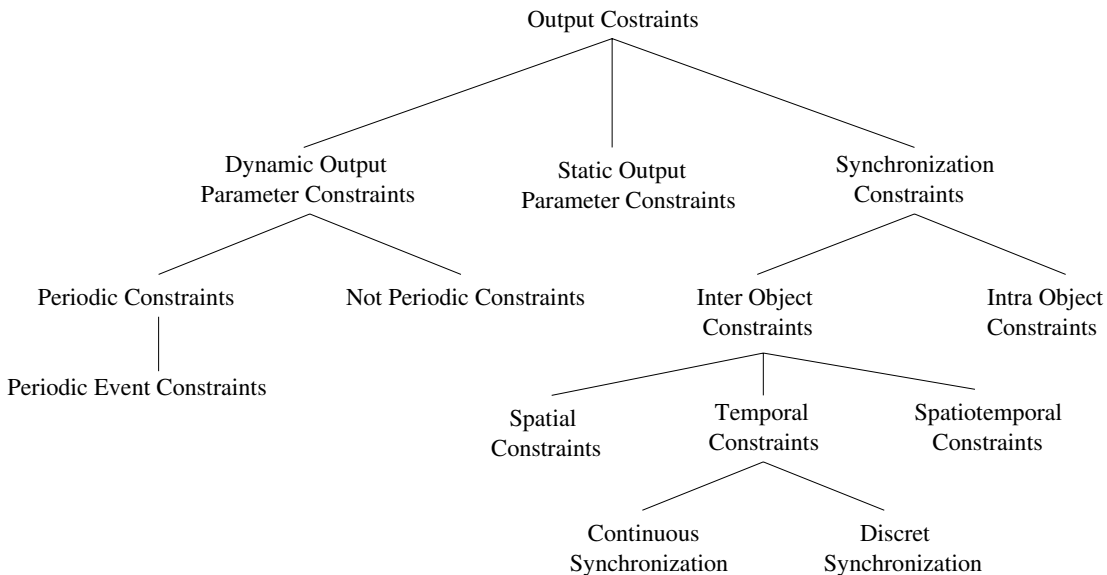 Output Costraints
Dynamic Output
Parameter Constraints
Static Output
Parameter Constraints
Synchronization
Constraints
Periodic Constraints
Not Periodic Constraints
Inter Object
Constraints
Intra Object
Constraints
Periodic Event Constraints
Spatial
Constraints
Temporal
Constraints
Spatiotemporal
Constraints
Continuous
Synchronization
Discret
Synchronization